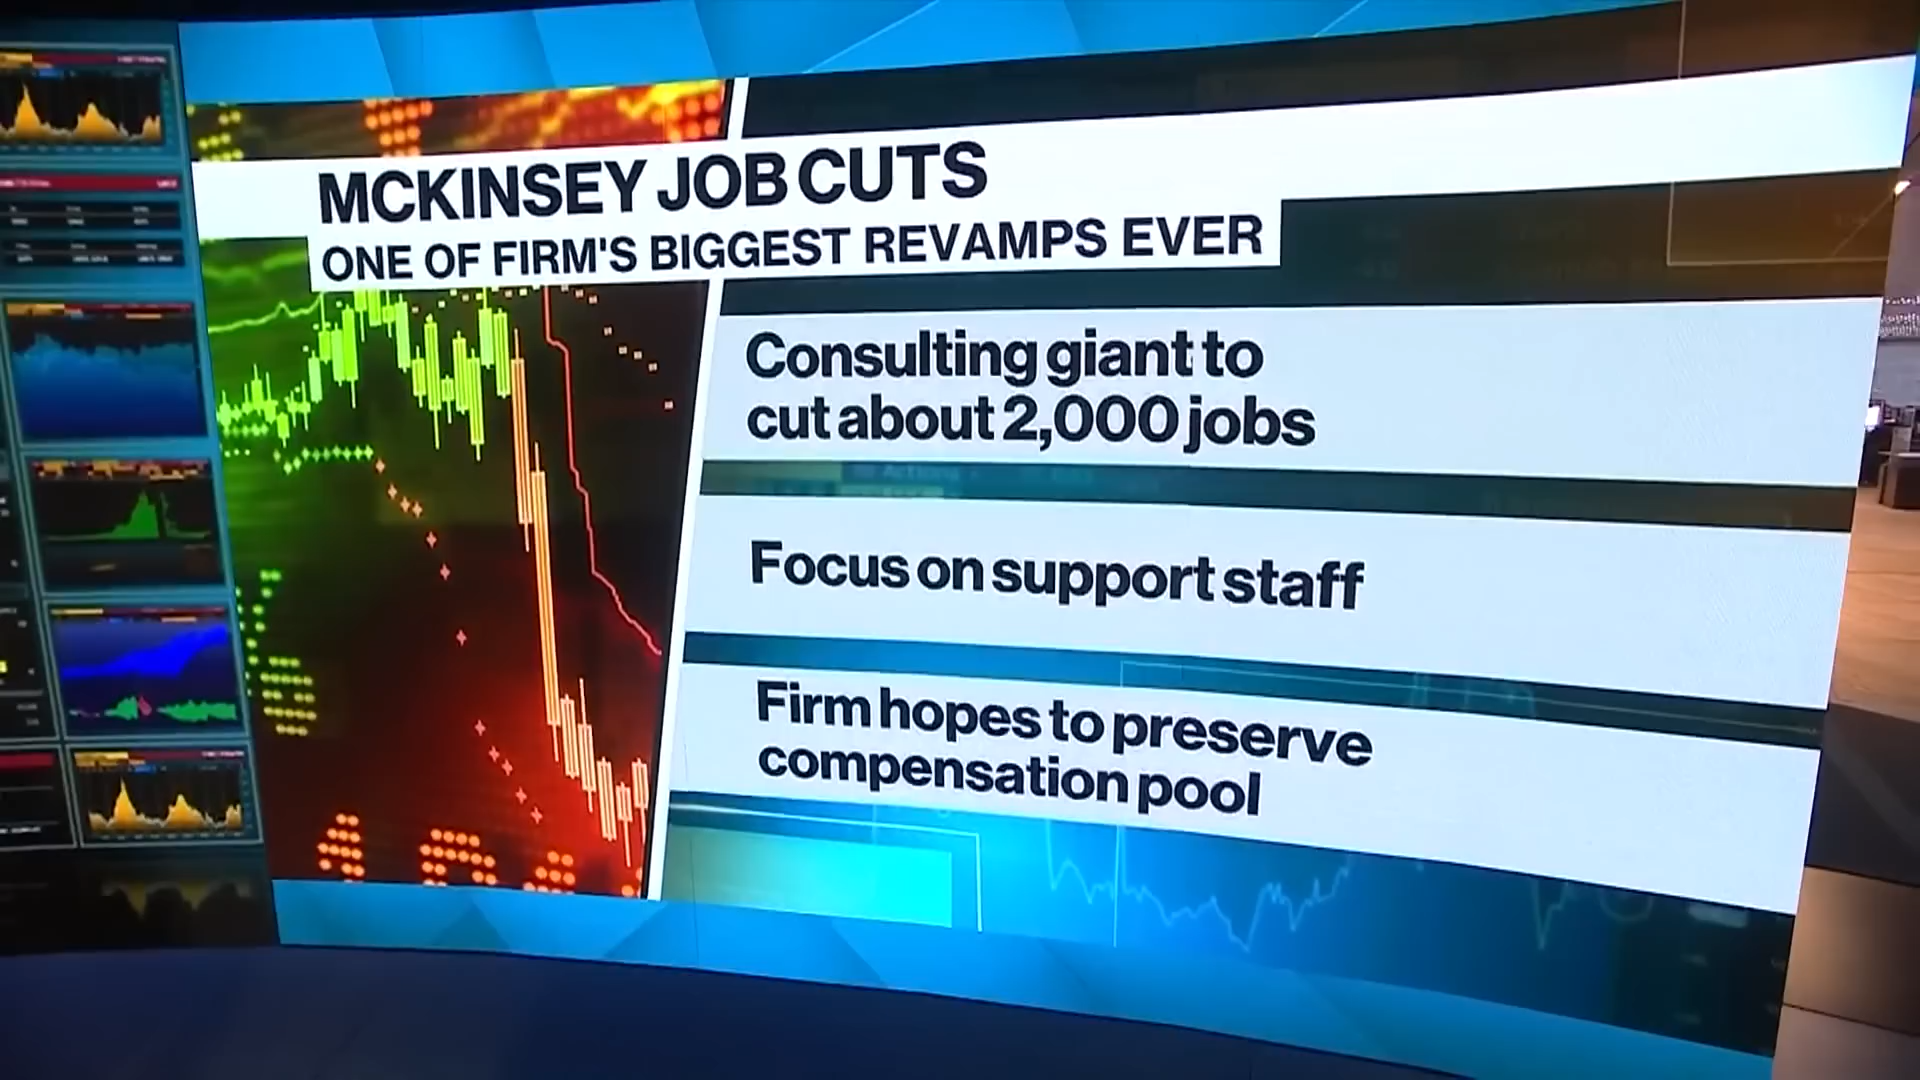 MCKINSEY JOB CUTS
ONE OF FIRM'S BIGGEST REVAMPS EVER
Consulting giant to
cut about 2,000 jobs
Focus on support staff
Firm hopes to preserve
compensation pool